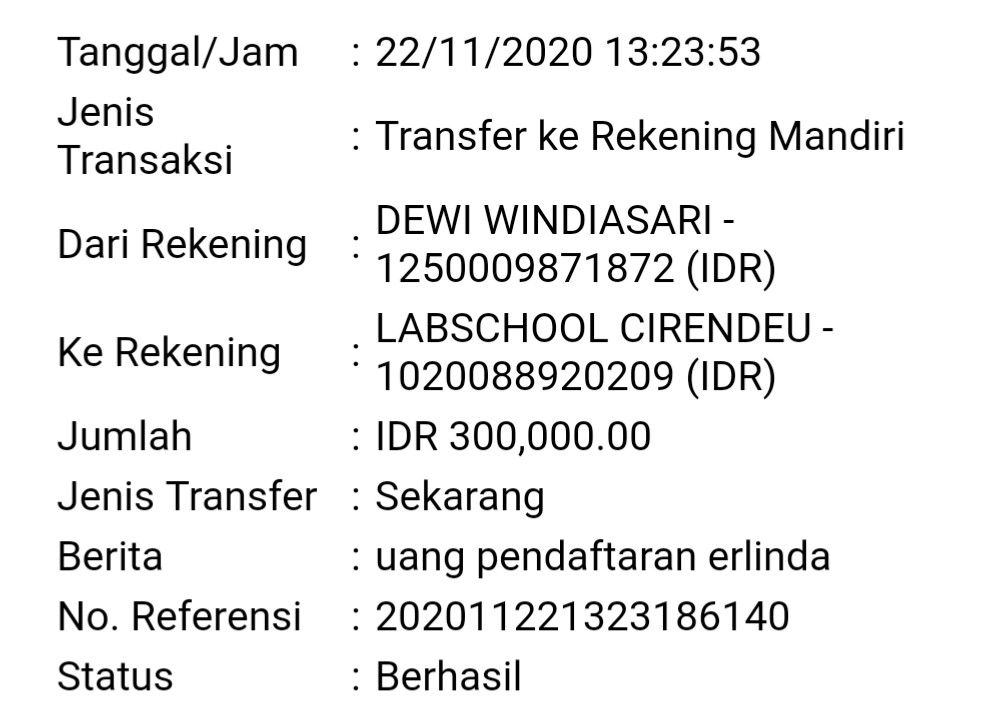 Tanggal/Jam : 22/11/2020 13:23:53
Jenis
Transaksi : Transfer ke Rekening Mandiri
Dari Rekening : DEWI WINDIASARI -
1250009871872 (IDR)
Ke Rekening : LABSCHOOL CIRENDEU -
1020088920209 (IDR)
Jumlah : IDR 300,000.00
Jenis Transfer : Sekarang
Berita : uang pendaftaran erlinda
No. Referensi : 202011221323186140
Status : Berhasil